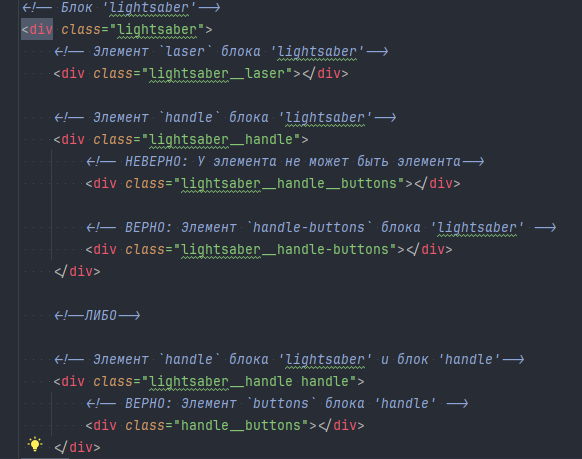 <!-- Блок 'lightsaber'-->
<div class="lightsaber">
<!-- Элемент `laser` блока 'lightsaber'-->
<div class="lightsaber__laser"></div>
<!-- Элемент `handle` блока 'lightsaber'-->
<div class="lightsaber__handle">
<!-- НЕВЕРНО: У элемента не может быть элемента-->
<div class="lightsaber__handle__buttons"></div>
<!-- ВЕРНО: Элемент `handle-buttons` блока 'lightsaber' -->
<div class="lightsaber__handle-buttons"></div>
</div>
<!--ЛИБО-->
<!-- Элемент `handle` блока 'lightsaber' и блок 'handle'-->
<div class="lightsaber__handle handle">
<!-- ВЕРНО: Элемент `buttons` блока 'handle' -->
<div class="handle__buttons"></div>
</div>